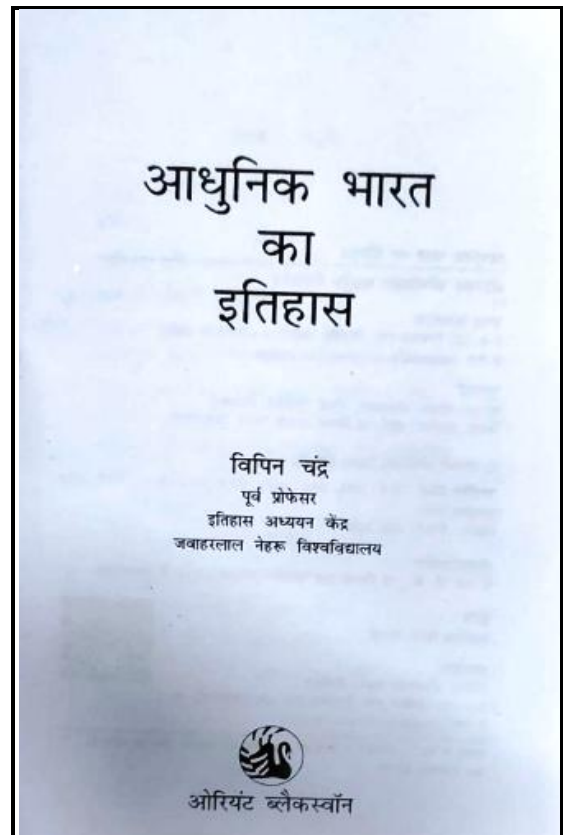 आधुनिक भारत
का
इतिहास
विपिन चंद्र
पूर्व प्रोफेसर
इतिहास अध्ययन केंद्र
जवाहरलाल नेहरू विश्वविद्यालय
ओरियंट ब्लैकस्वॉन